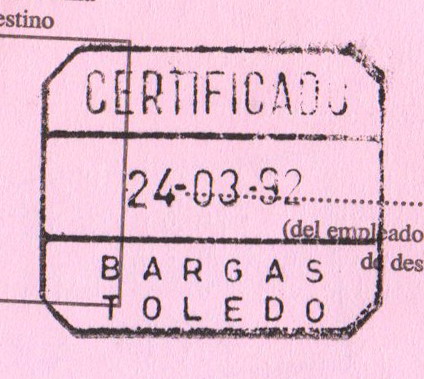 estino
CERTIFICADO
24-03-92
(del empleado
de des
BARGAS
TOLEDO